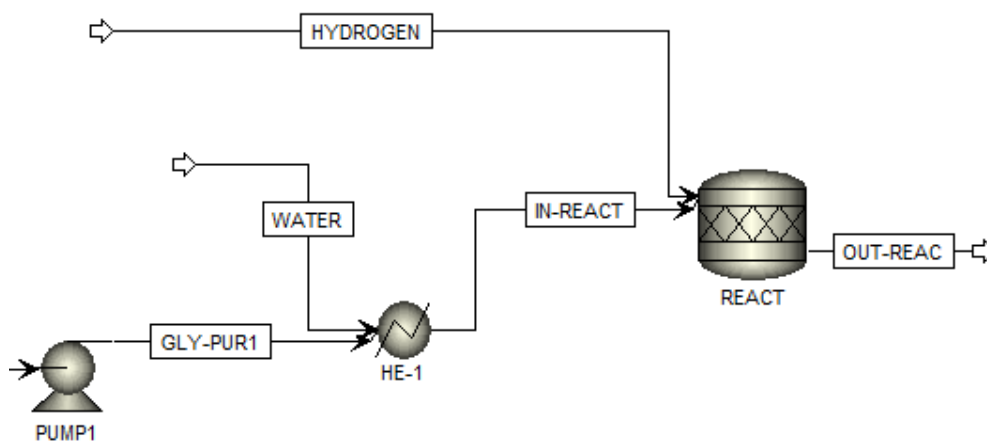 HYDROGEN
WATER
IN-REACT
OUT-REAC
REACT
GLY-PUR1
HE-1
PUMP1